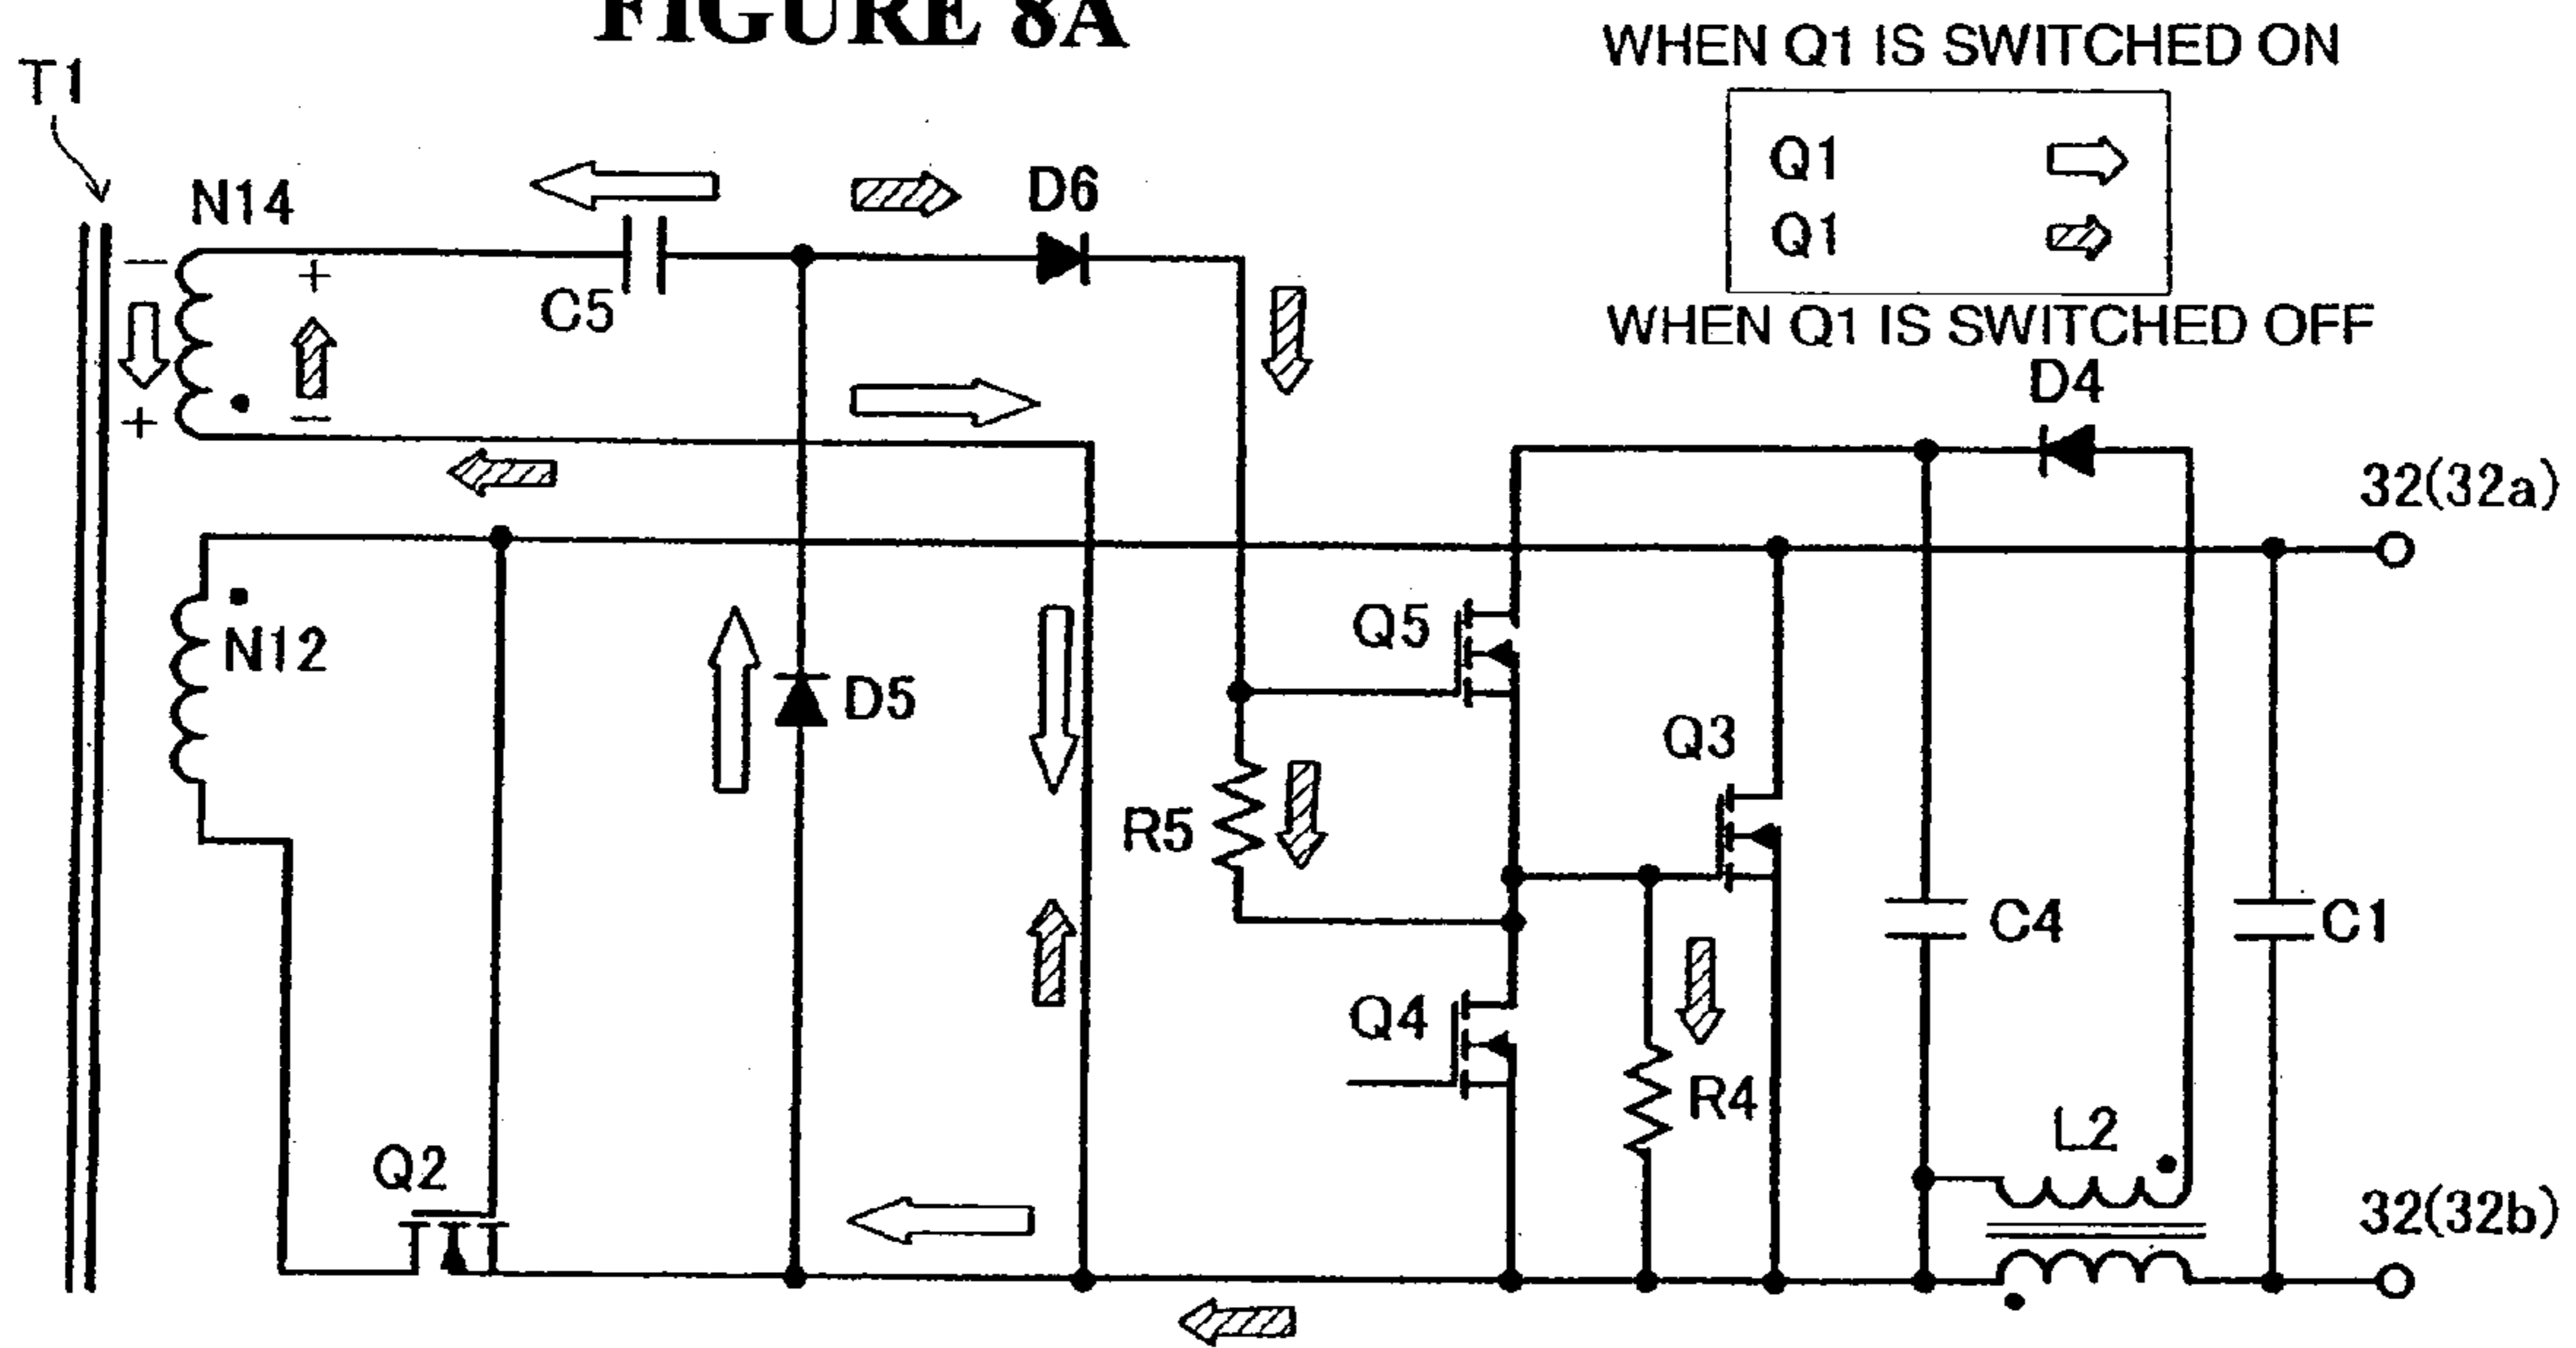 FIGURE 8A
WHEN Q1 IS SWITCHED ON
Q1
Q1
WHEN Q1 IS SWITCHED OFF
T1
N14
D6
C5
−
+
+
−
D4
32(32a)
N12
Q5
D5
Q3
R5
C4
C1
Q4
R4
L2
Q2
32(32b)